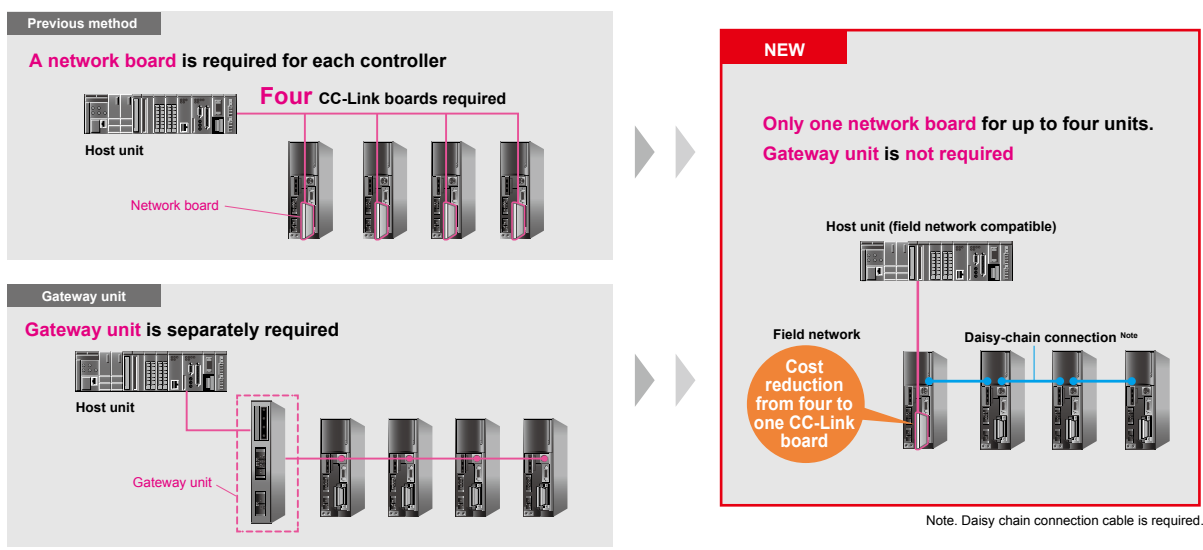 Previous method
A network board is required for each controller
Four CC-Link boards required
Host unit
Network board
Gateway unit
Gateway unit is separately required
Host unit
Gateway unit
NEW
Only one network board for up to four units.
Gateway unit is not required
Host unit (field network compatible)
Field network
Daisy-chain connection Note
Cost
reduction
from four to
one CC-Link
board
Note. Daisy chain connection cable is required.